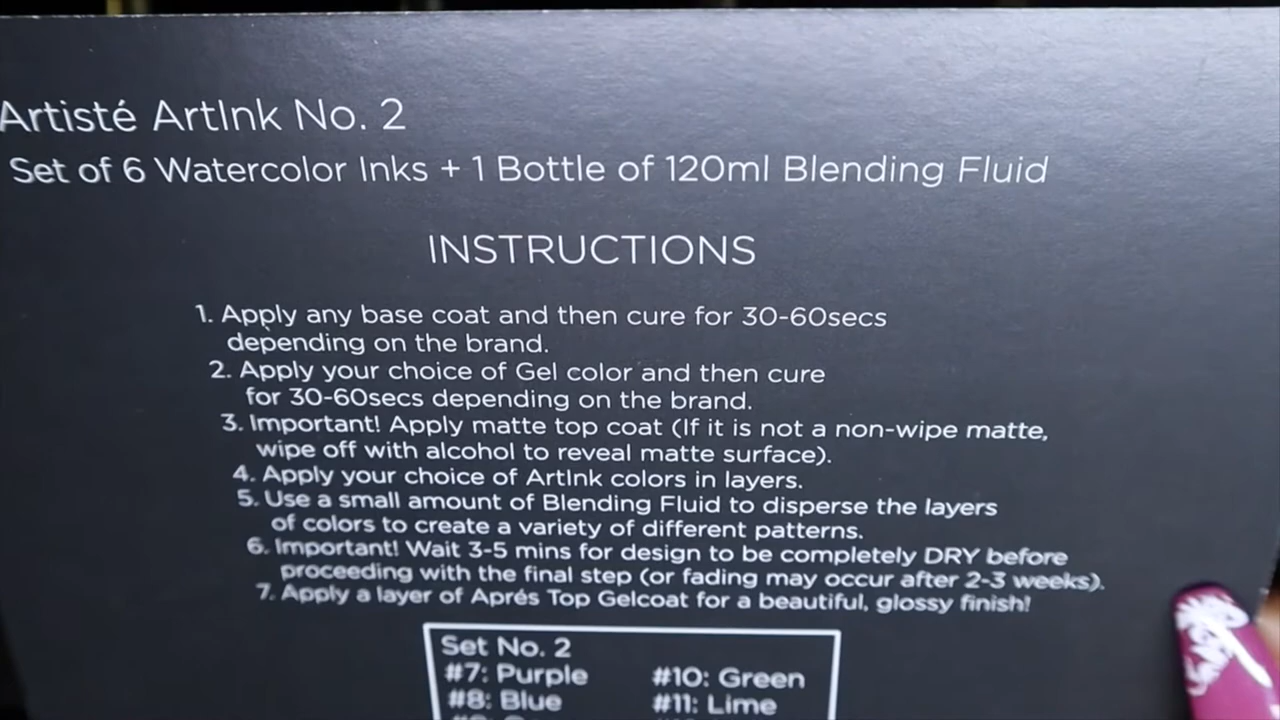 Artisté ArtInk No. 2
Set of 6 Watercolor Inks + 1 Bottle of 120ml Blending Fluid
INSTRUCTIONS
1. Apply any base coat and then cure for 30-60secs
depending on the brand.
2. Apply your choice of Gel color and then cure
for 30-60secs depending on the brand.
3. Important! Apply matte top coat (If it is not a non-wipe matte,
wipe off with alcohol to reveal matte surface).
4. Apply your choice of ArtInk colors in layers.
5. Use a small amount of Blending Fluid to disperse the layers
of colors to create a variety of different patterns.
6. Important! Wait 3-5 mins for design to be completely DRY before
proceeding with the final step (or fading may occur after 2-3 weeks).
7. Apply a layer of Aprés Top Gelcoat for a beautiful, glossy finish!
Set No. 2
#7: Purple #10: Green
#8: Blue #11: Lime